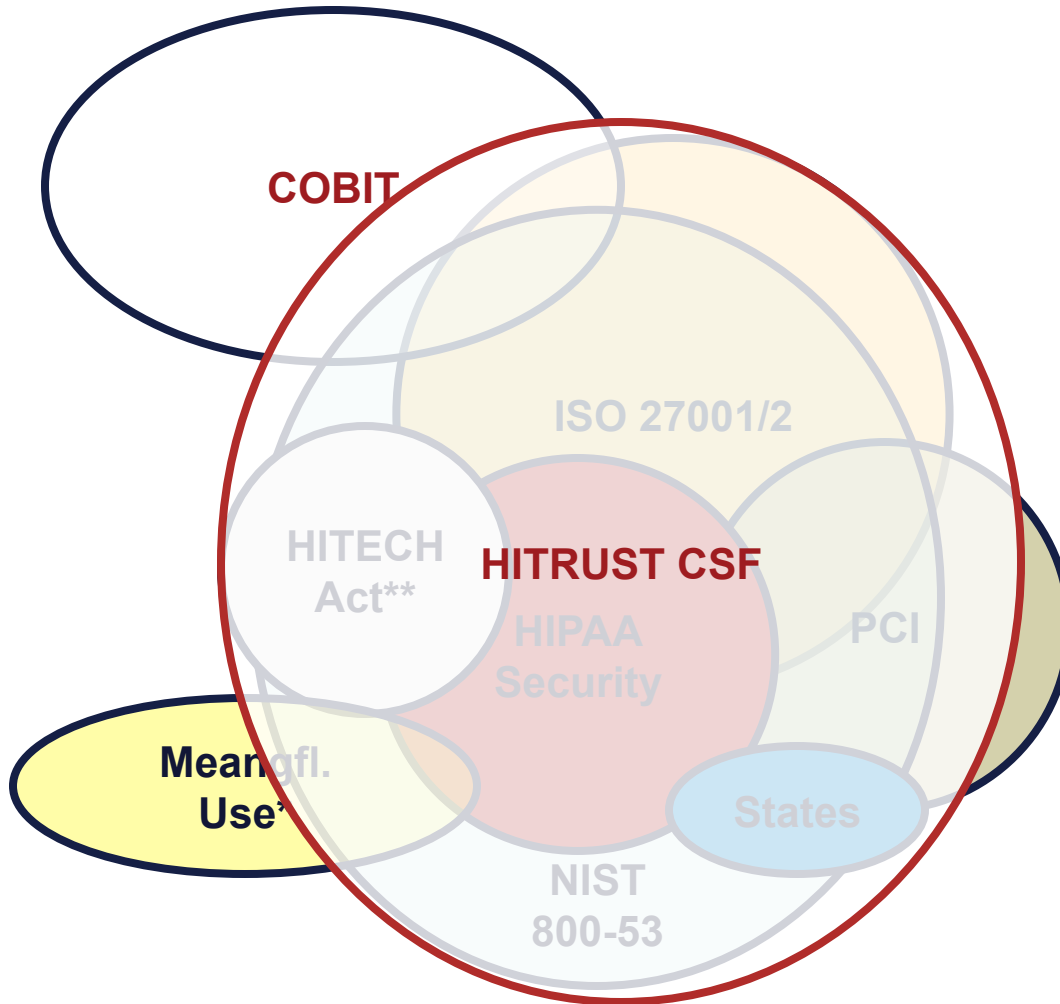 COBIT
ISO 27001/2
HITECH
Act**
HITRUST CSF
HIPAA
Security
PCI
Meangfl.
Use*
States
NIST
800-53